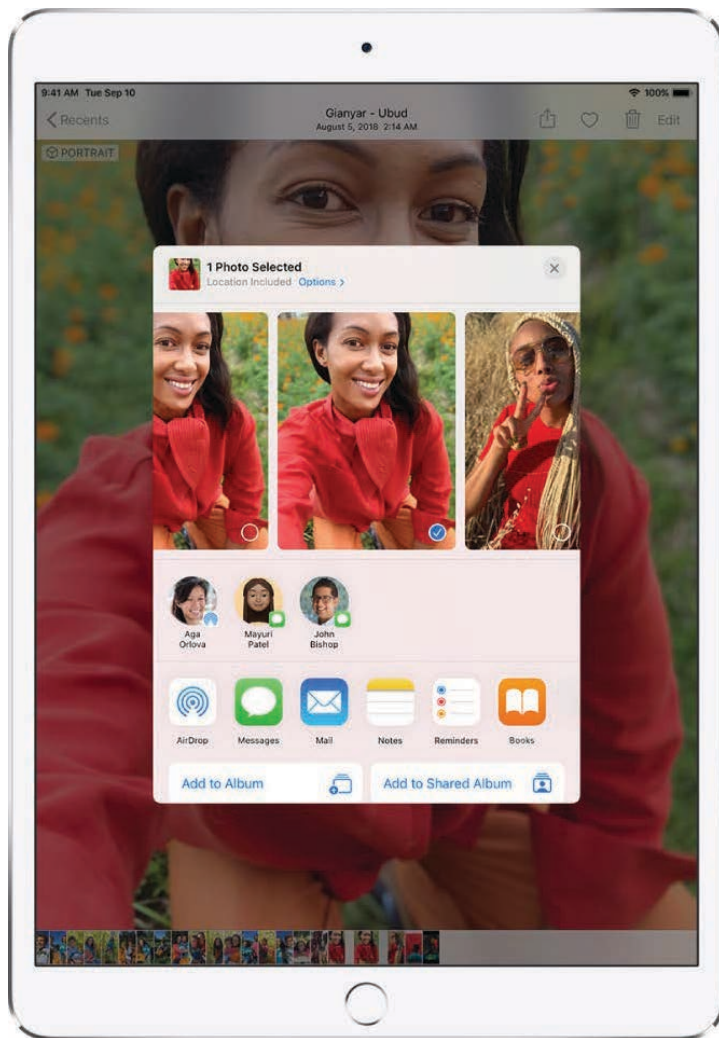 9:41 AM Tue Sep 10
100%
Recents
Gianyar - Ubud
August 5, 2018 2:14 AM
Edit
PORTRAIT
1 Photo Selected
Location Included Options >
Aga
Orlova
Mayuri
Patel
John
Bishop
AirDrop
Messages
Mail
Notes
Reminders
Books
Add to Album
Add to Shared Album